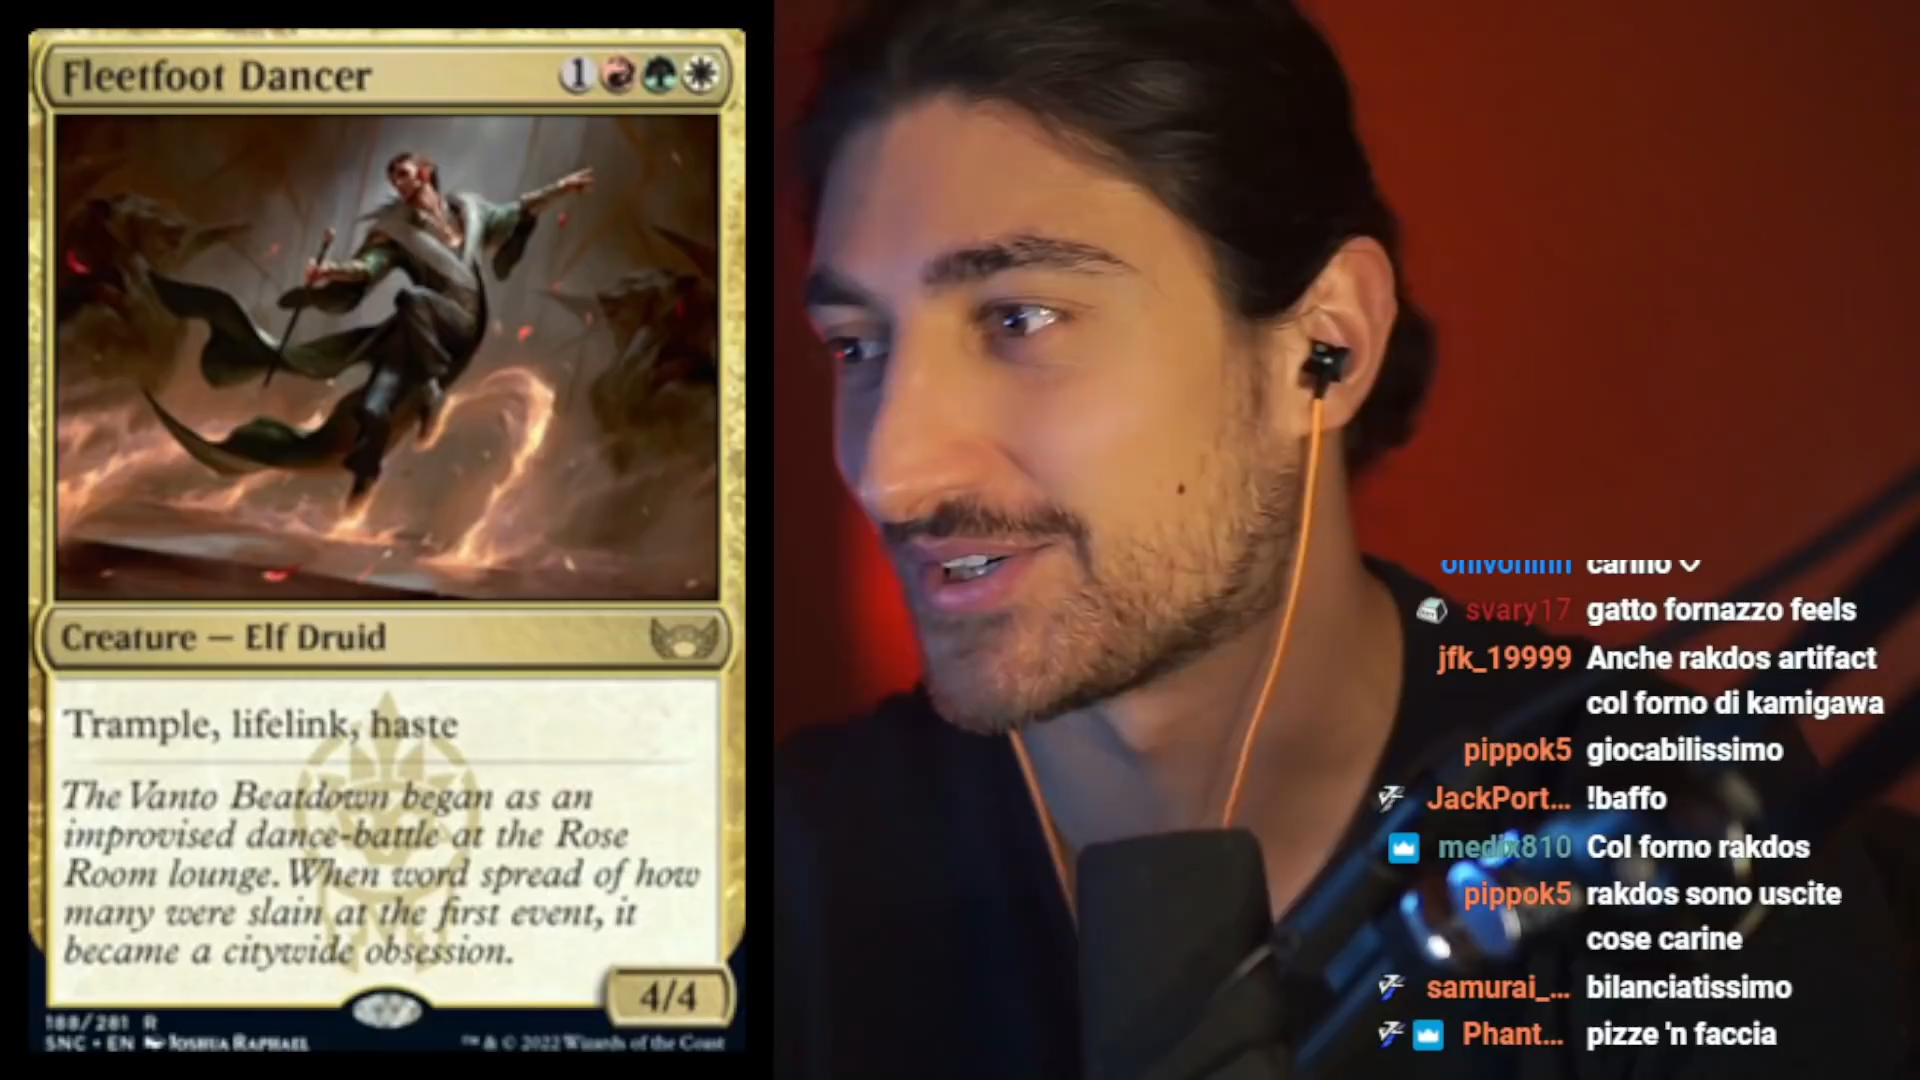 Fleetfoot Dancer
1
Creature — Elf Druid
Trample, lifelink, haste
The Vanto Beatdown began as an
improvised dance-battle at the Rose
Room lounge. When word spread of how
many were slain at the first event, it
became a citywide obsession.
4/4
188/281 R
SNC • EN JOSHUA RAPHAEL
™ & © 2022 Wizards of the Coast
carino ♡
svary17 gatto fornazzo feels
jfk_19999 Anche rakdos artifact
col forno di kamigawa
pippok5 giocabilissimo
JackPort... !baffo
medix810 Col forno rakdos
pippok5 rakdos sono uscite
cose carine
samurai_... bilanciatissimo
Phant... pizze 'n faccia